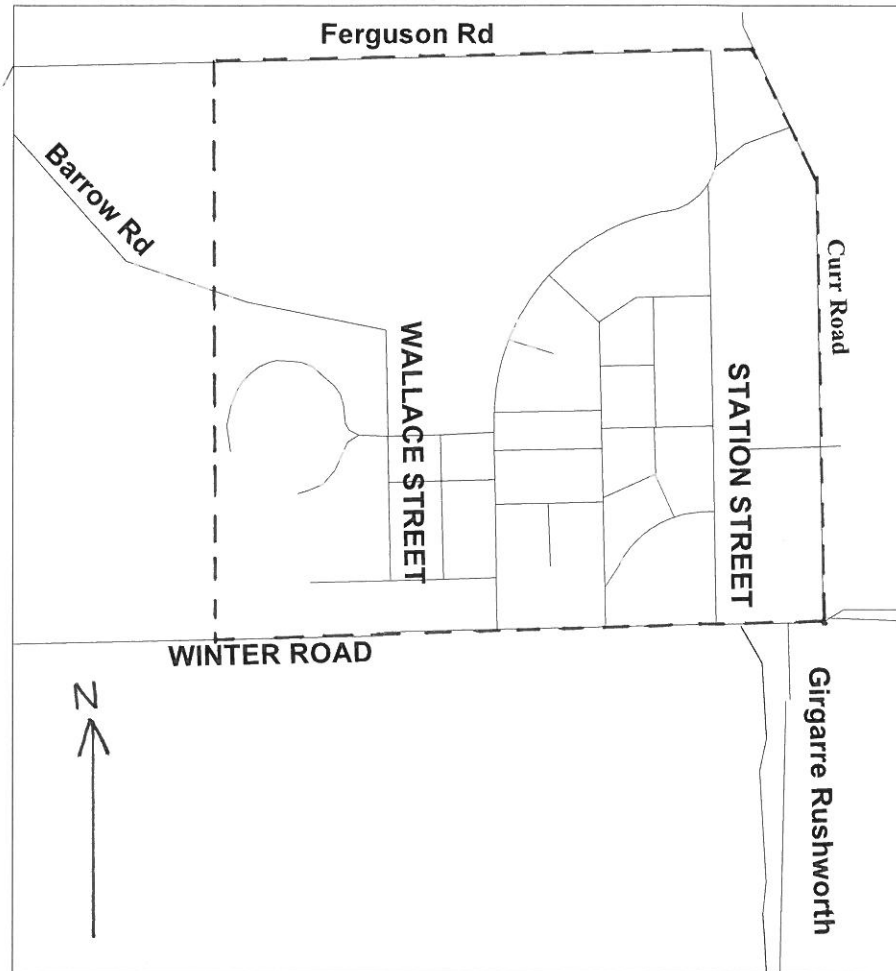 Ferguson Rd
Barrow Rd
Curr Road
WALLACE STREET
STATION STREET
WINTER ROAD
N
Girgarre Rushworth